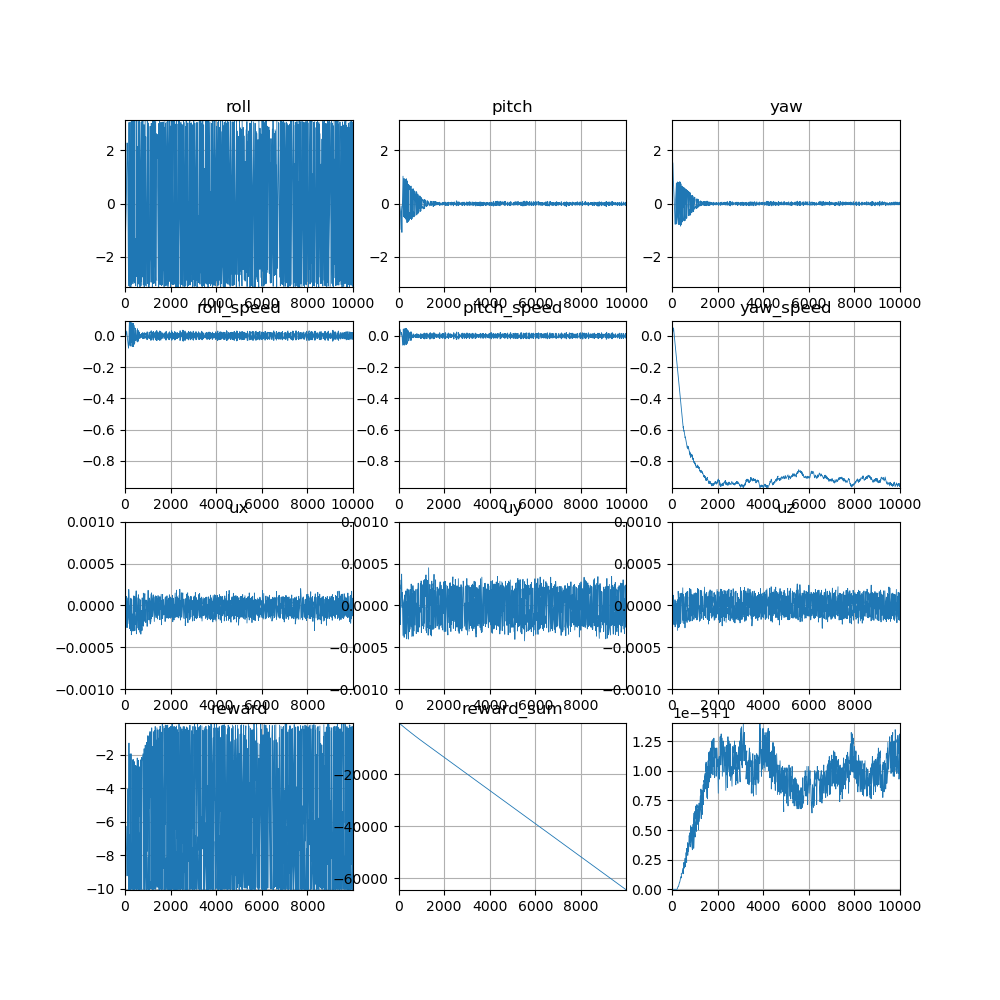 roll pitch yaw
2 2 2
0 0 0
−2 −2 −2
0 2000 4000 6000 8000 10000 0 2000 4000 6000 8000 10000 0 2000 4000 6000 8000 10000
roll_speed pitch_speed yaw_speed
0.0 0.0 0.0
−0.2 −0.2 −0.2
−0.4 −0.4 −0.4
−0.6 −0.6 −0.6
−0.8 −0.8 −0.8
0 2000 4000 6000 8000 10000 0 2000 4000 6000 8000 10000 0 2000 4000 6000 8000 10000
ux uy uz
0.0010 0.0010 0.0010
0.0005 0.0005 0.0005
0.0000 0.0000 0.0000
−0.0005 −0.0005 −0.0005
−0.0010 −0.0010 −0.0010
0 2000 4000 6000 8000 0 2000 4000 6000 8000 0 2000 4000 6000 8000
reward reward_sum 1e−5+1
−2 −20000 1.25
−4 −40000 1.00
−6 −60000 0.75
−8 0.50
−10 0.25
0.00
0 2000 4000 6000 8000 10000 0 2000 4000 6000 8000 0 2000 4000 6000 8000 10000